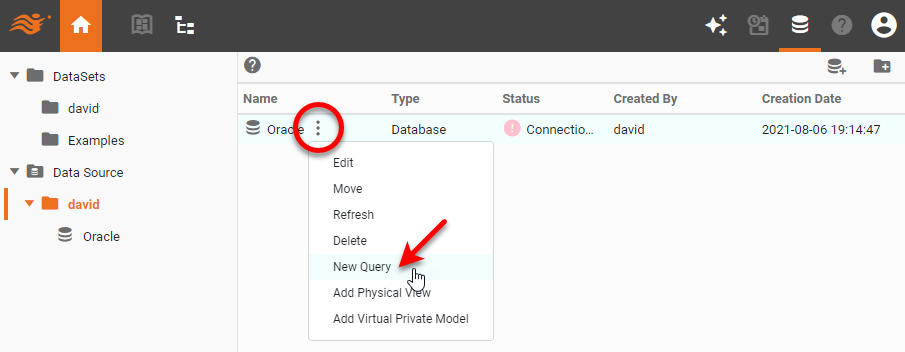 DataSets
david
Examples
Data Source
david
Oracle
Name Type Status Created By Creation Date
Oracle Database Connectio... david 2021-08-06 19:14:47
Edit
Move
Refresh
Delete
New Query
Add Physical View
Add Virtual Private Model